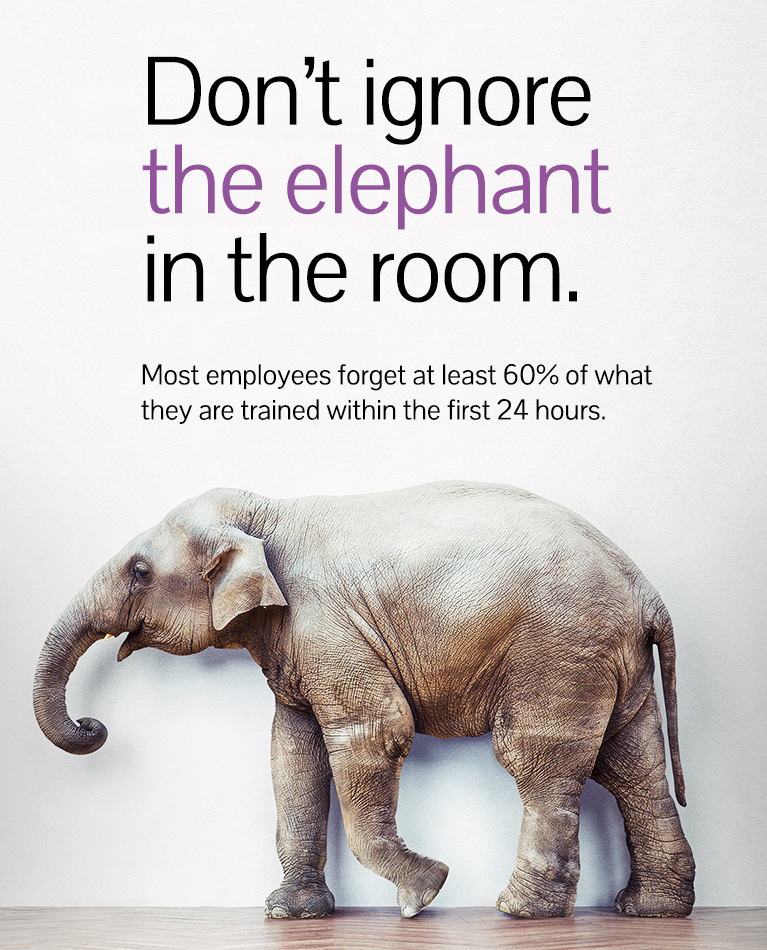 Don’t ignore
the elephant
in the room.
Most employees forget at least 60% of what
they are trained within the first 24 hours.